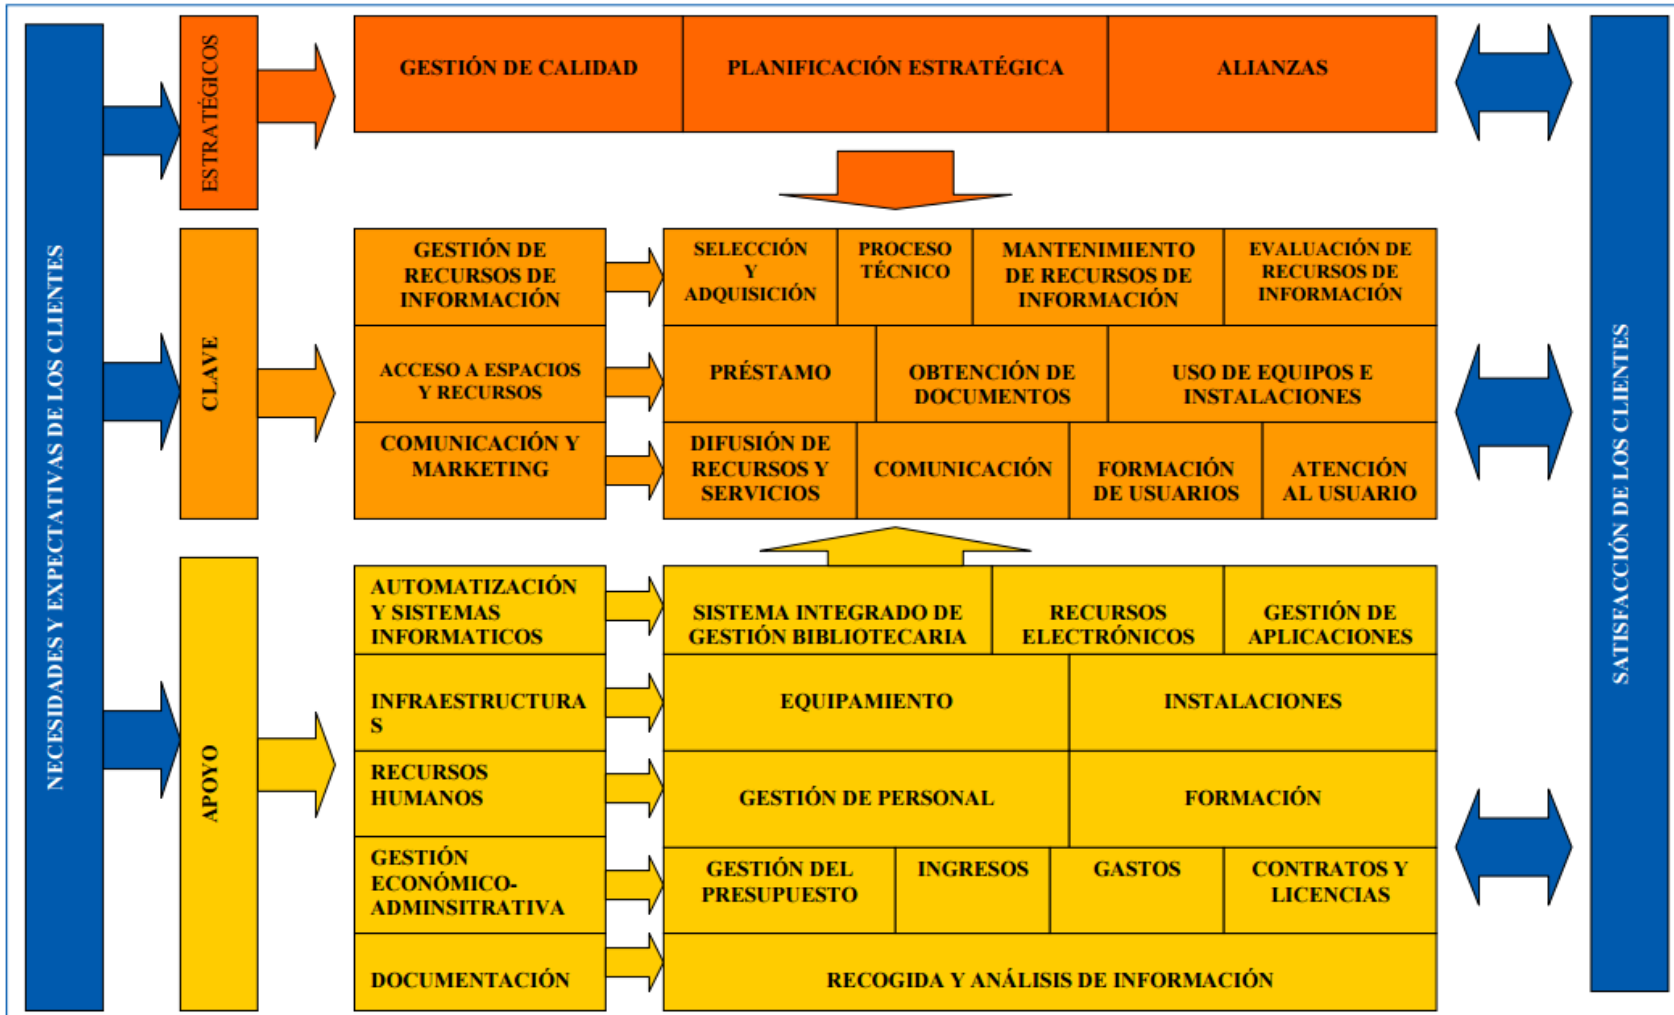 NECESIDADES Y EXPECTATIVAS DE LOS CLIENTES
ESTRATÉGICOS
GESTIÓN DE CALIDAD
PLANIFICACIÓN ESTRATÉGICA
ALIANZAS
CLAVE
GESTIÓN DE
RECURSOS DE
INFORMACIÓN
SELECCIÓN
Y
ADQUISICIÓN
PROCESO
TÉCNICO
MANTENIMIENTO
DE RECURSOS DE
INFORMACIÓN
EVALUACIÓN DE
RECURSOS DE
INFORMACIÓN
ACCESO A ESPACIOS
Y RECURSOS
PRÉSTAMO
OBTENCIÓN DE
DOCUMENTOS
USO DE EQUIPOS E
INSTALACIONES
COMUNICACIÓN Y
MARKETING
DIFUSIÓN DE
RECURSOS Y
SERVICIOS
COMUNICACIÓN
FORMACIÓN
DE USUARIOS
ATENCIÓN
AL USUARIO
APOYO
AUTOMATIZACIÓN
Y SISTEMAS
INFORMATICOS
SISTEMA INTEGRADO DE
GESTIÓN BIBLIOTECARIA
RECURSOS
ELECTRÓNICOS
GESTIÓN DE
APLICACIONES
INFRAESTRUCTURA
S
EQUIPAMIENTO
INSTALACIONES
RECURSOS
HUMANOS
GESTIÓN DE PERSONAL
FORMACIÓN
GESTIÓN
ECONÓMICO-
ADMINSITRATIVA
GESTIÓN DEL
PRESUPUESTO
INGRESOS
GASTOS
CONTRATOS Y
LICENCIAS
DOCUMENTACIÓN
RECOGIDA Y ANÁLISIS DE INFORMACIÓN
SATISFACCIÓN DE LOS CLIENTES